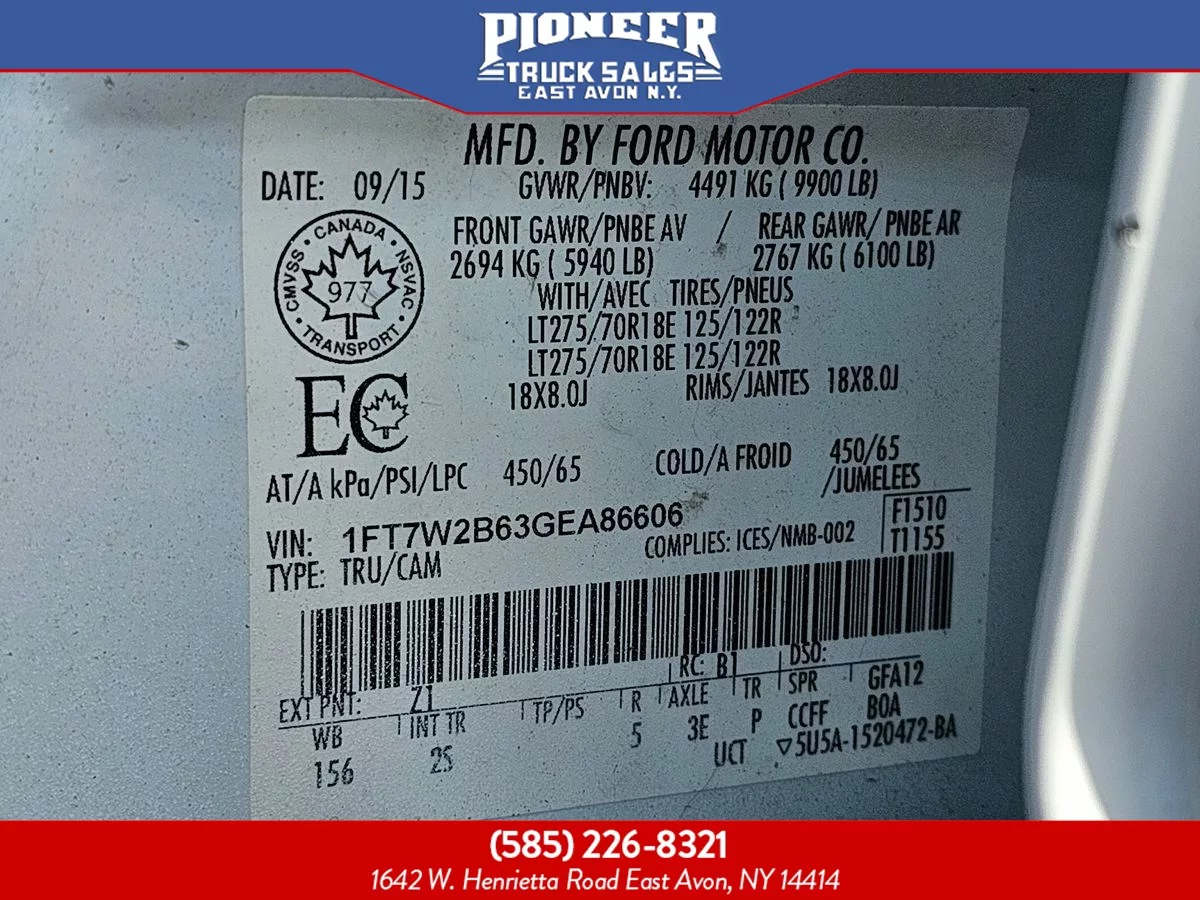 PIONEER
TRUCK SALES
EAST AVON N.Y.
MFD. BY FORD MOTOR CO.
DATE: 09/15 GVWR/PNBV: 4491 KG ( 9900 LB)
FRONT GAWR/PNBE AV / REAR GAWR/ PNBE AR
2694 KG ( 5940 LB) 2767 KG ( 6100 LB)
WITH/AVEC TIRES/PNEUS
LT275/70R18E 125/122R
LT275/70R18E 125/122R
18X8.0J RIMS/JANTES 18X8.0J
CMVSS • CANADA • NSVAC • TRANSPORT •
977
EC
AT/A kPa/PSI/LPC 450/65 COLD/A FROID 450/65
/JUMELEES
VIN: 1FT7W2B63GEA86606 F1510
TYPE: TRU/CAM COMPLIES: ICES/NMB-002 T1155
EXT PNT: Z1 RC: B1 DSO:
WB INT TR TP/PS R AXLE TR SPR GFA12
156 2S 5 3E P CCFF BOA
UCT ▽5U5A-1520472-BA
(585) 226-8321
1642 W. Henrietta Road East Avon, NY 14414